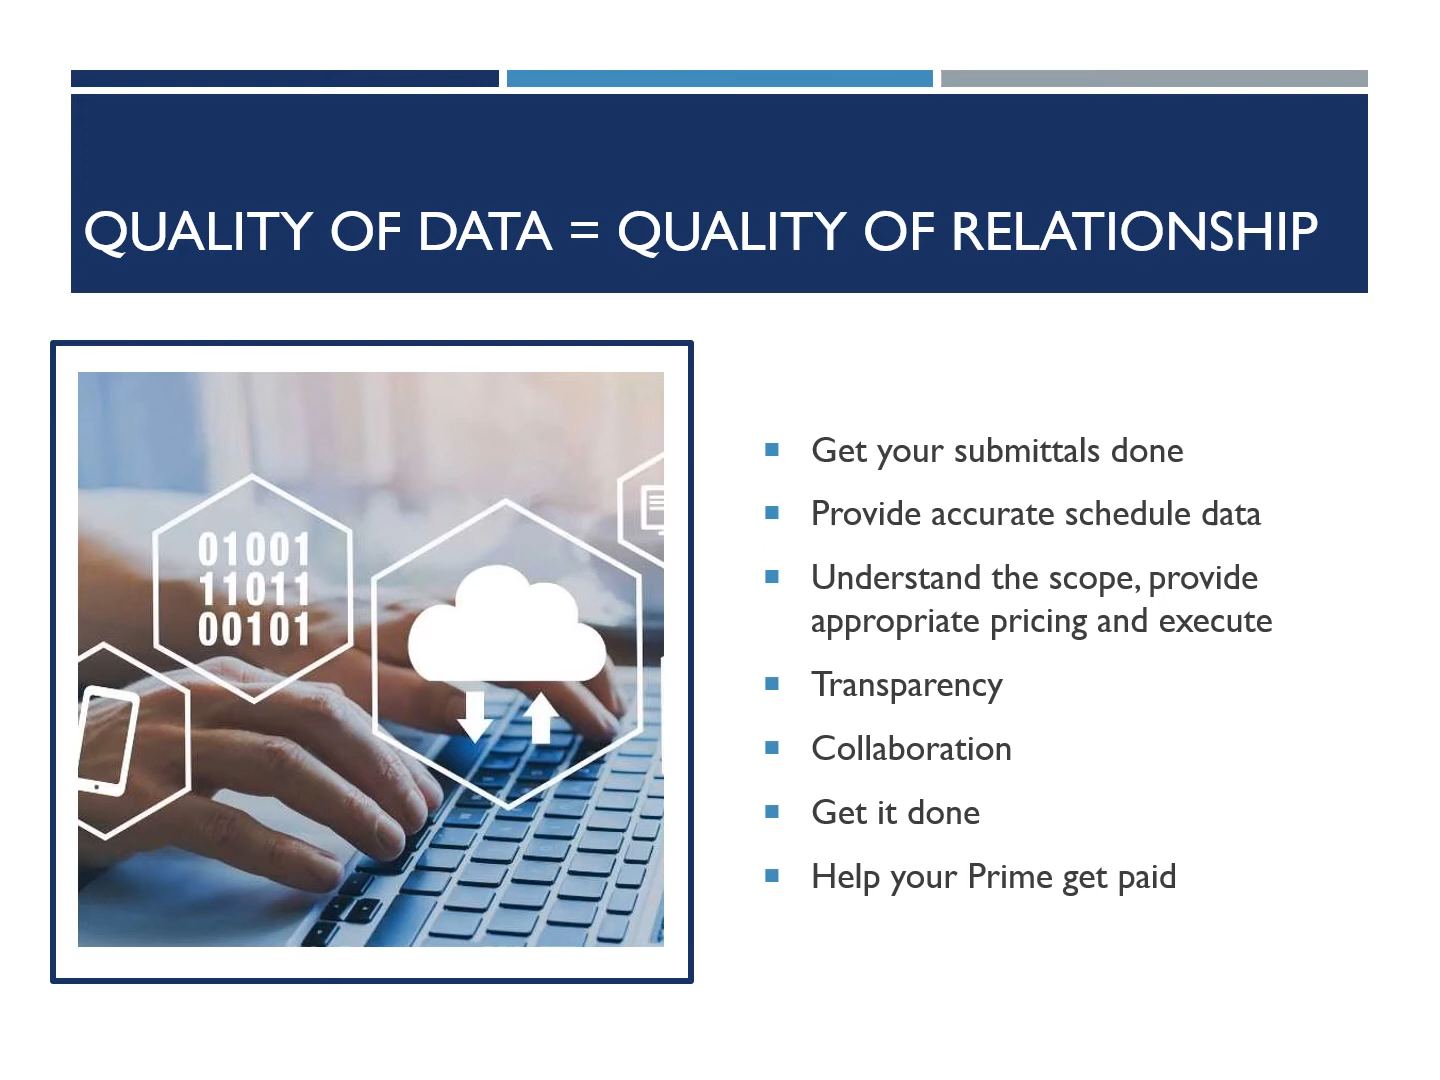 QUALITY OF DATA = QUALITY OF RELATIONSHIP
01001
11011
00101
Get your submittals done
Provide accurate schedule data
Understand the scope, provide
appropriate pricing and execute
Transparency
Collaboration
Get it done
Help your Prime get paid